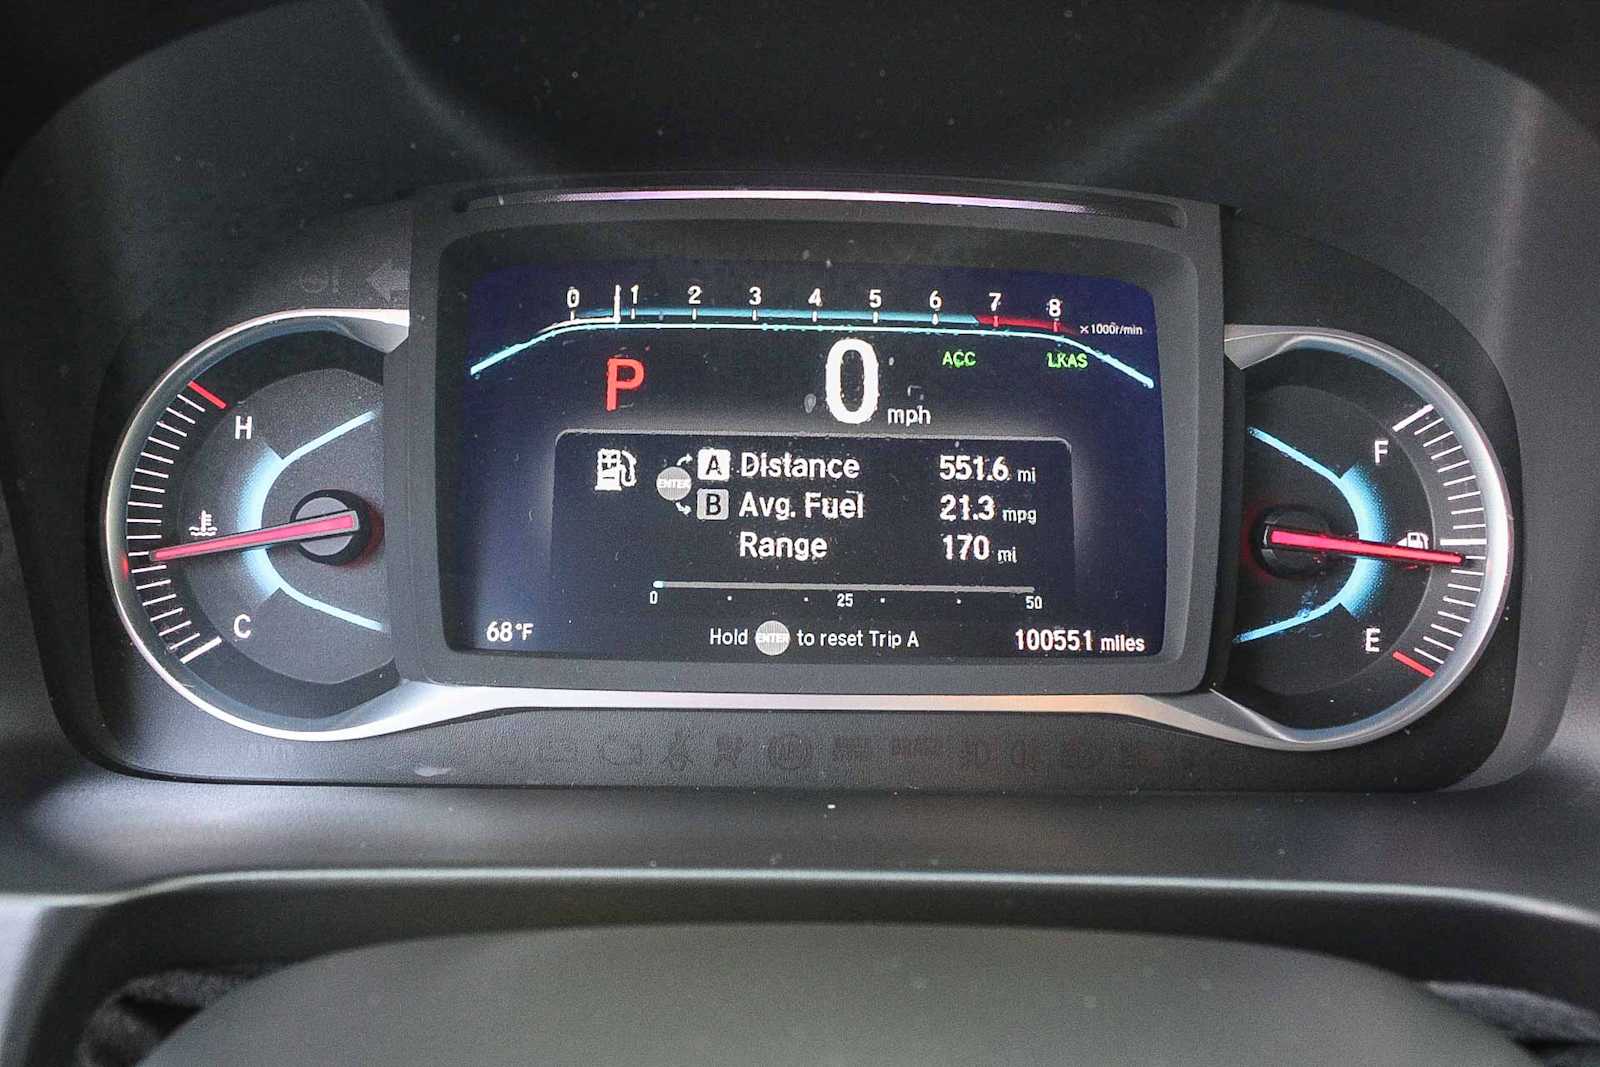 0 1 2 3 4 5 6 7 8
x1000r/min
P 0 mph ACC LKAS
H
C
F
E
ENTER A Distance 551.6 mi
B Avg. Fuel 21.3 mpg
Range 170 mi
0 25 50
68°F
Hold ENTER to reset Trip A
100551 miles